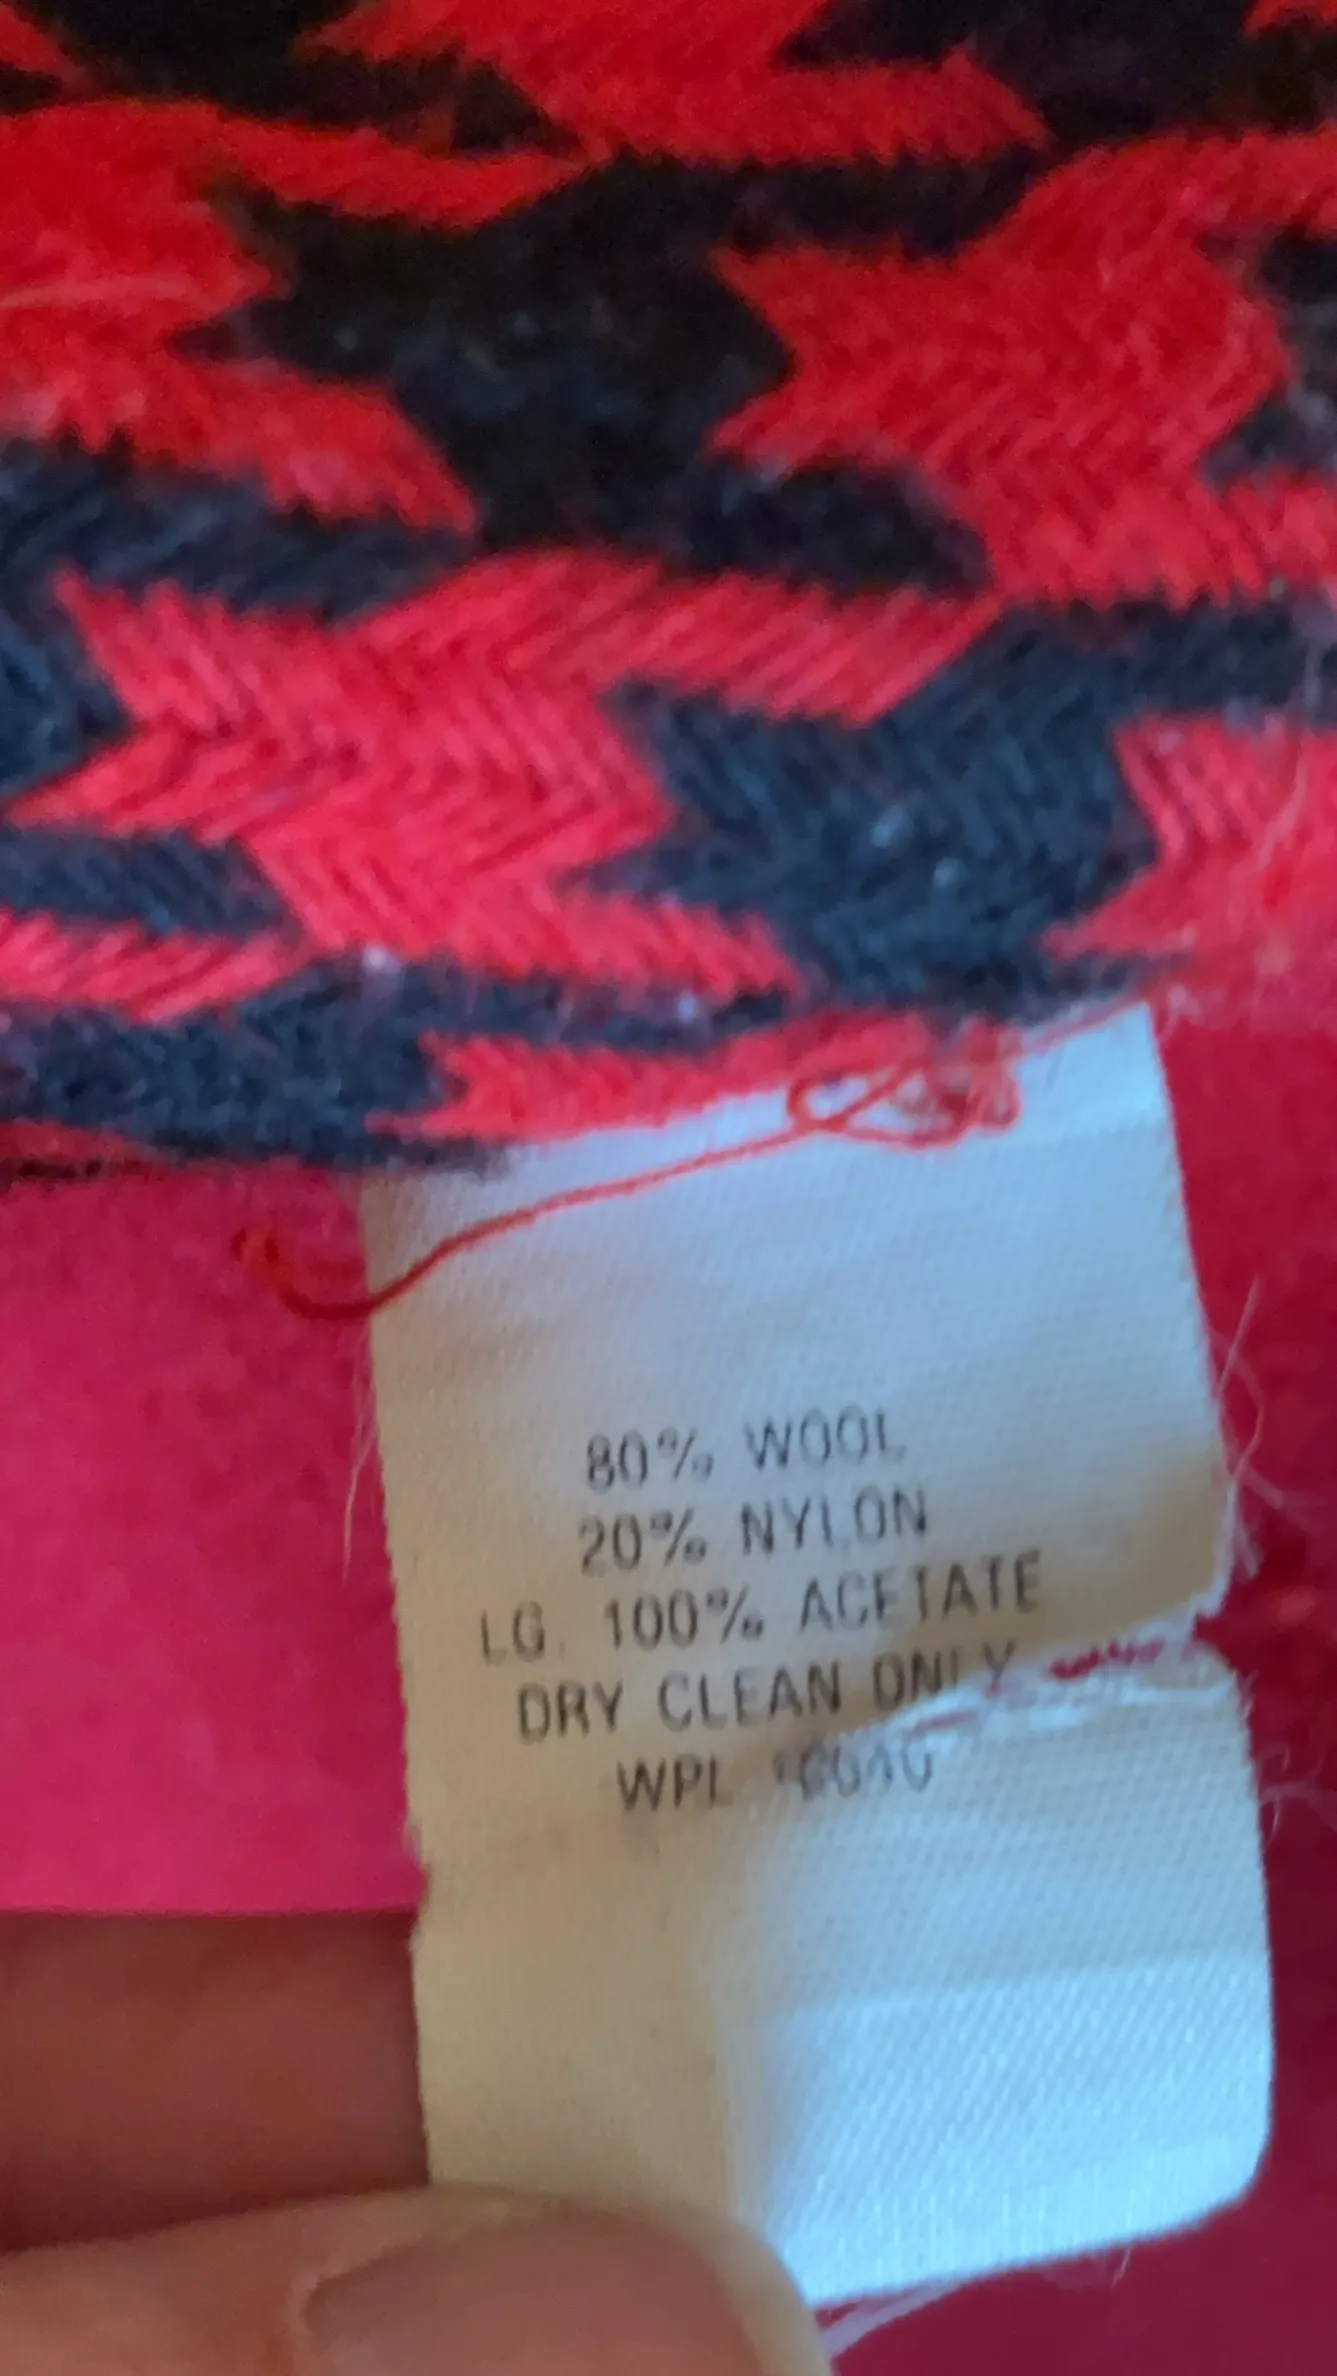 80% WOOL
20% NYLON
LG. 100% ACETATE
DRY CLEAN ONLY
WPL